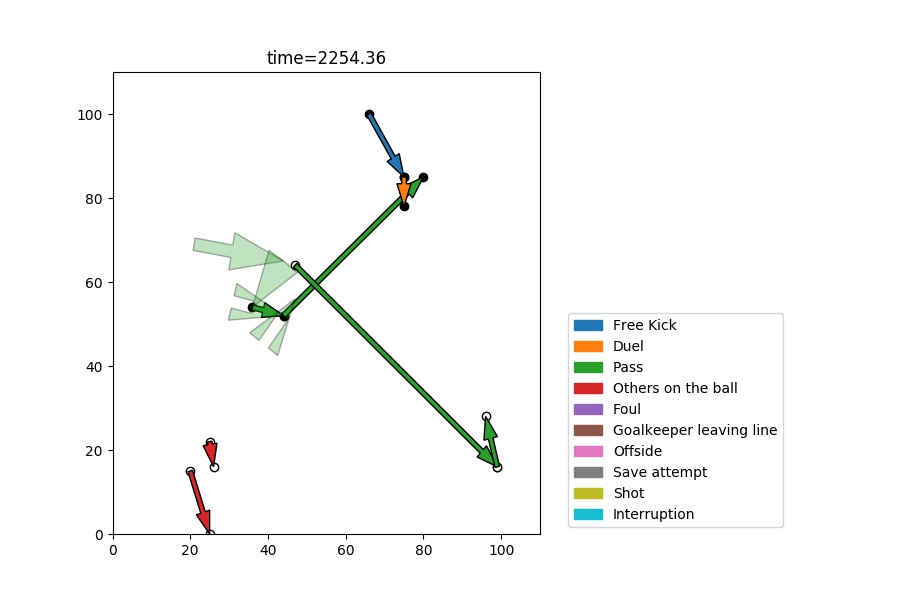 time=2254.36
100
80
60
40
20
0
0 20 40 60 80 100
Free Kick
Duel
Pass
Others on the ball
Foul
Goalkeeper leaving line
Offside
Save attempt
Shot
Interruption